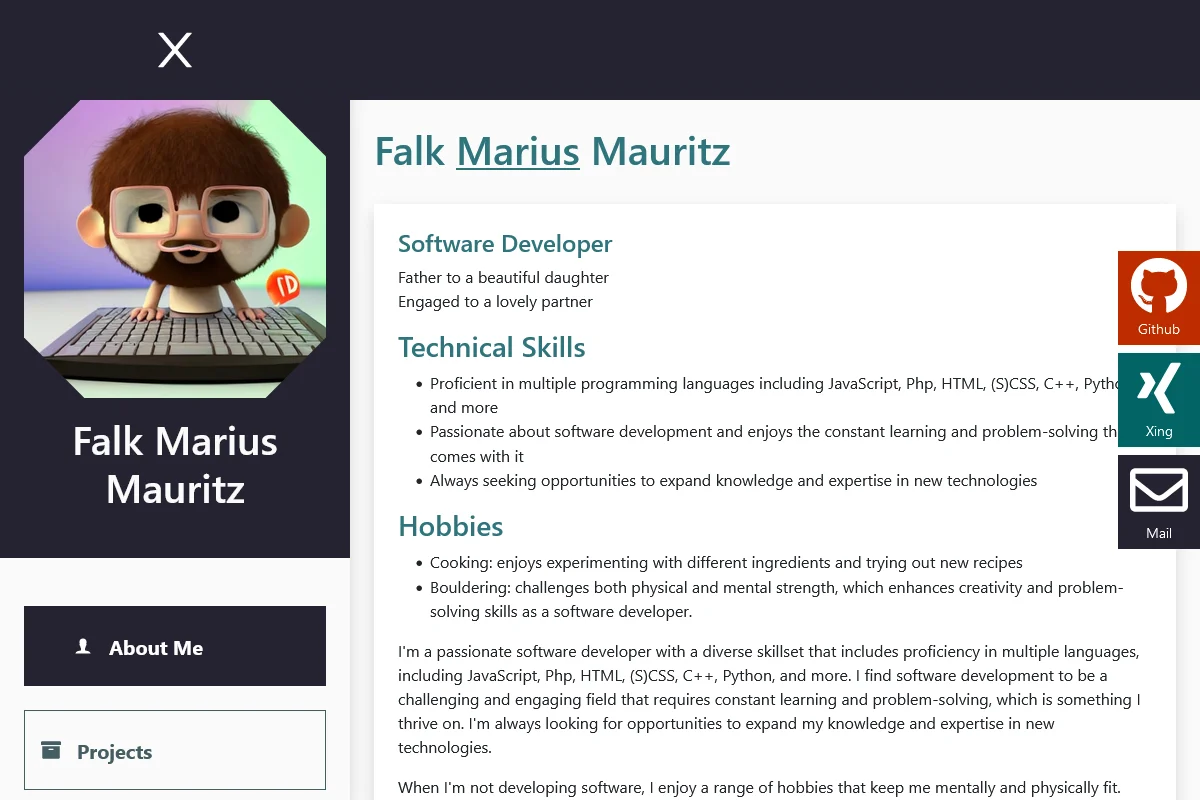 Falk Marius
Mauritz
About Me
Projects
Falk Marius Mauritz
Software Developer
Father to a beautiful daughter
Engaged to a lovely partner
Technical Skills
• Proficient in multiple programming languages including JavaScript, Php, HTML, (S)CSS, C++,
and more
• Passionate about software development and enjoys the constant learning and problem-solving
comes with it
• Always seeking opportunities to expand knowledge and expertise in new technologies
Hobbies
• Cooking: enjoys experimenting with different ingredients and trying out new recipes
• Bouldering: challenges both physical and mental strength, which enhances creativity and problem-
solving skills as a software developer.
I'm a passionate software developer with a diverse skillset that includes proficiency in multiple languages,
including JavaScript, Php, HTML, (S)CSS, C++, Python, and more. I find software development to be a
challenging and engaging field that requires constant learning and problem-solving, which is something I
thrive on. I'm always looking for opportunities to expand my knowledge and expertise in new
technologies.
When I'm not developing software, I enjoy a range of hobbies that keep me mentally and physically fit.
Github
Xing
Mail